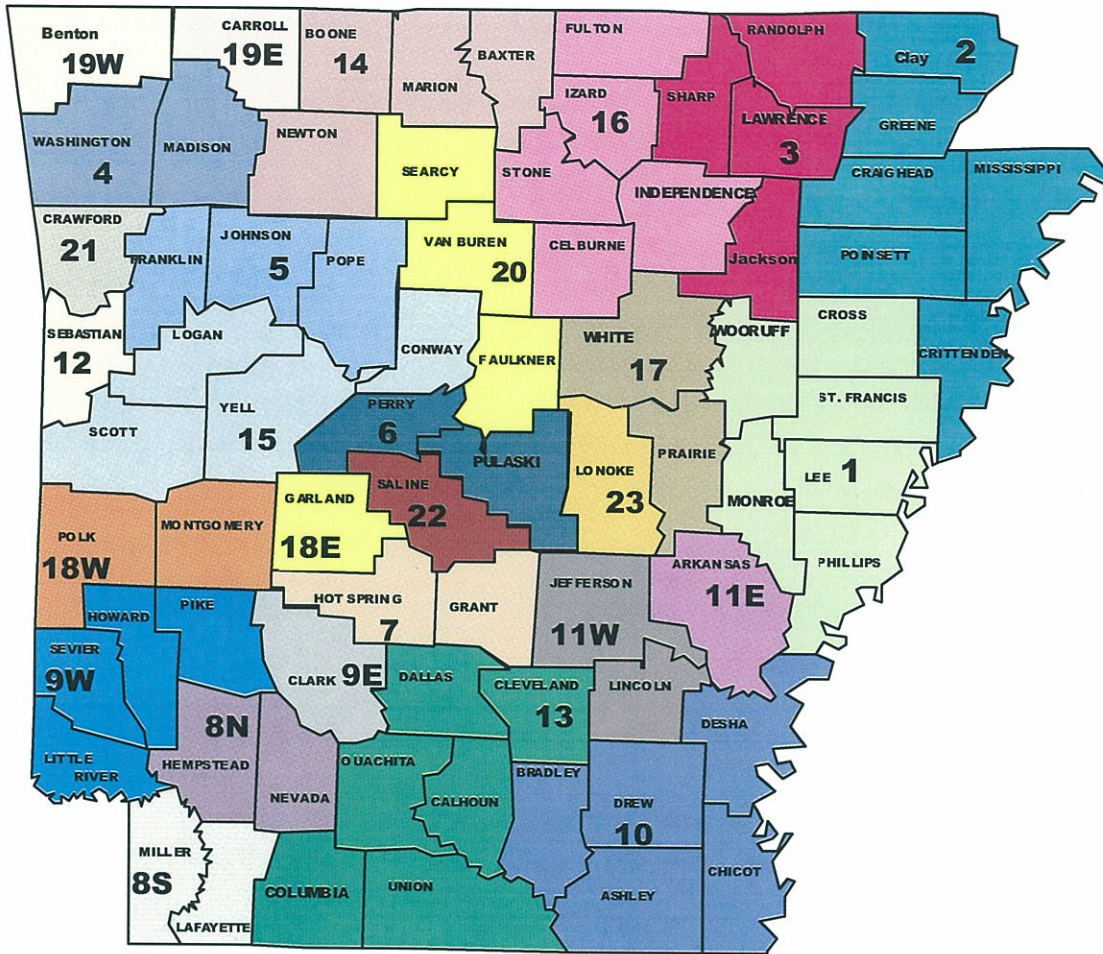 Benton
19W
CARROLL
19E
BOONE
14
MARION
BAXTER
FULTON
RANDOLPH
Clay 2
WASHINGTON
4
MADISON
NEWTON
SEARCY
IZARD
16
STONE
SHARP
LAWRENCE
3
GREENE
CRAIGHEAD
MISSISSIPPI
INDEPENDENCE
CRAWFORD
21
FRANKLIN
JOHNSON
5
POPE
VAN BUREN
20
CELBURNE
Jackson
POINSETT
SEBASTIAN
12
LOGAN
CONWAY
FAULKNER
WHITE
17
WOORUFF
CROSS
CRITTENDEN
SCOTT
YELL
15
PERRY
6
PULASKI
LONOKE
23
PRAIRIE
ST. FRANCIS
LEE 1
MONROE
PHILLIPS
POLK
18W
MONTGOMERY
GARLAND
18E
SALINE
22
HOT SPRING
7
GRANT
JEFFERSON
11W
ARKANSAS
11E
HOWARD
PIKE
SEVIER
9W
CLARK 9E
DALLAS
CLEVELAND
13
LINCOLN
DESHA
LITTLE
RIVER
8N
HEMPSTEAD
NEVADA
OUACHITA
CALHOUN
BRADLEY
DREW
10
CHICOT
MILLER
8S
LAFAYETTE
COLUMBIA
UNION
ASHLEY